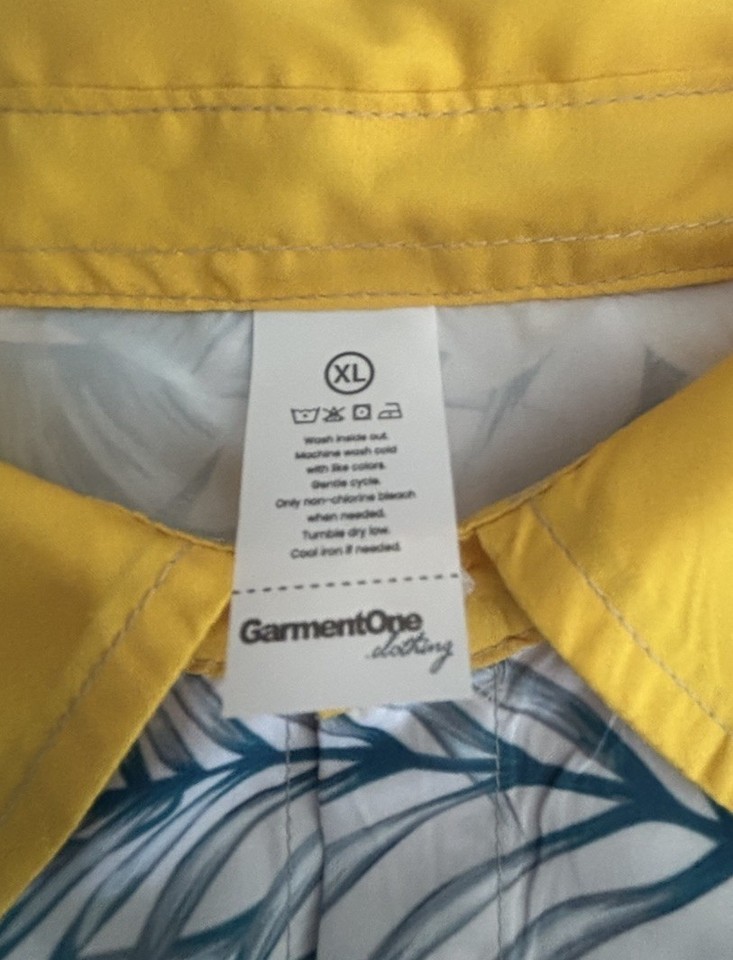 XL
Wash inside out.
Machine wash cold
with like colors.
Gentle cycle.
Only non-chlorine bleach
when needed.
Tumble dry low.
Cool iron if needed.
GarmentOne
.clothing